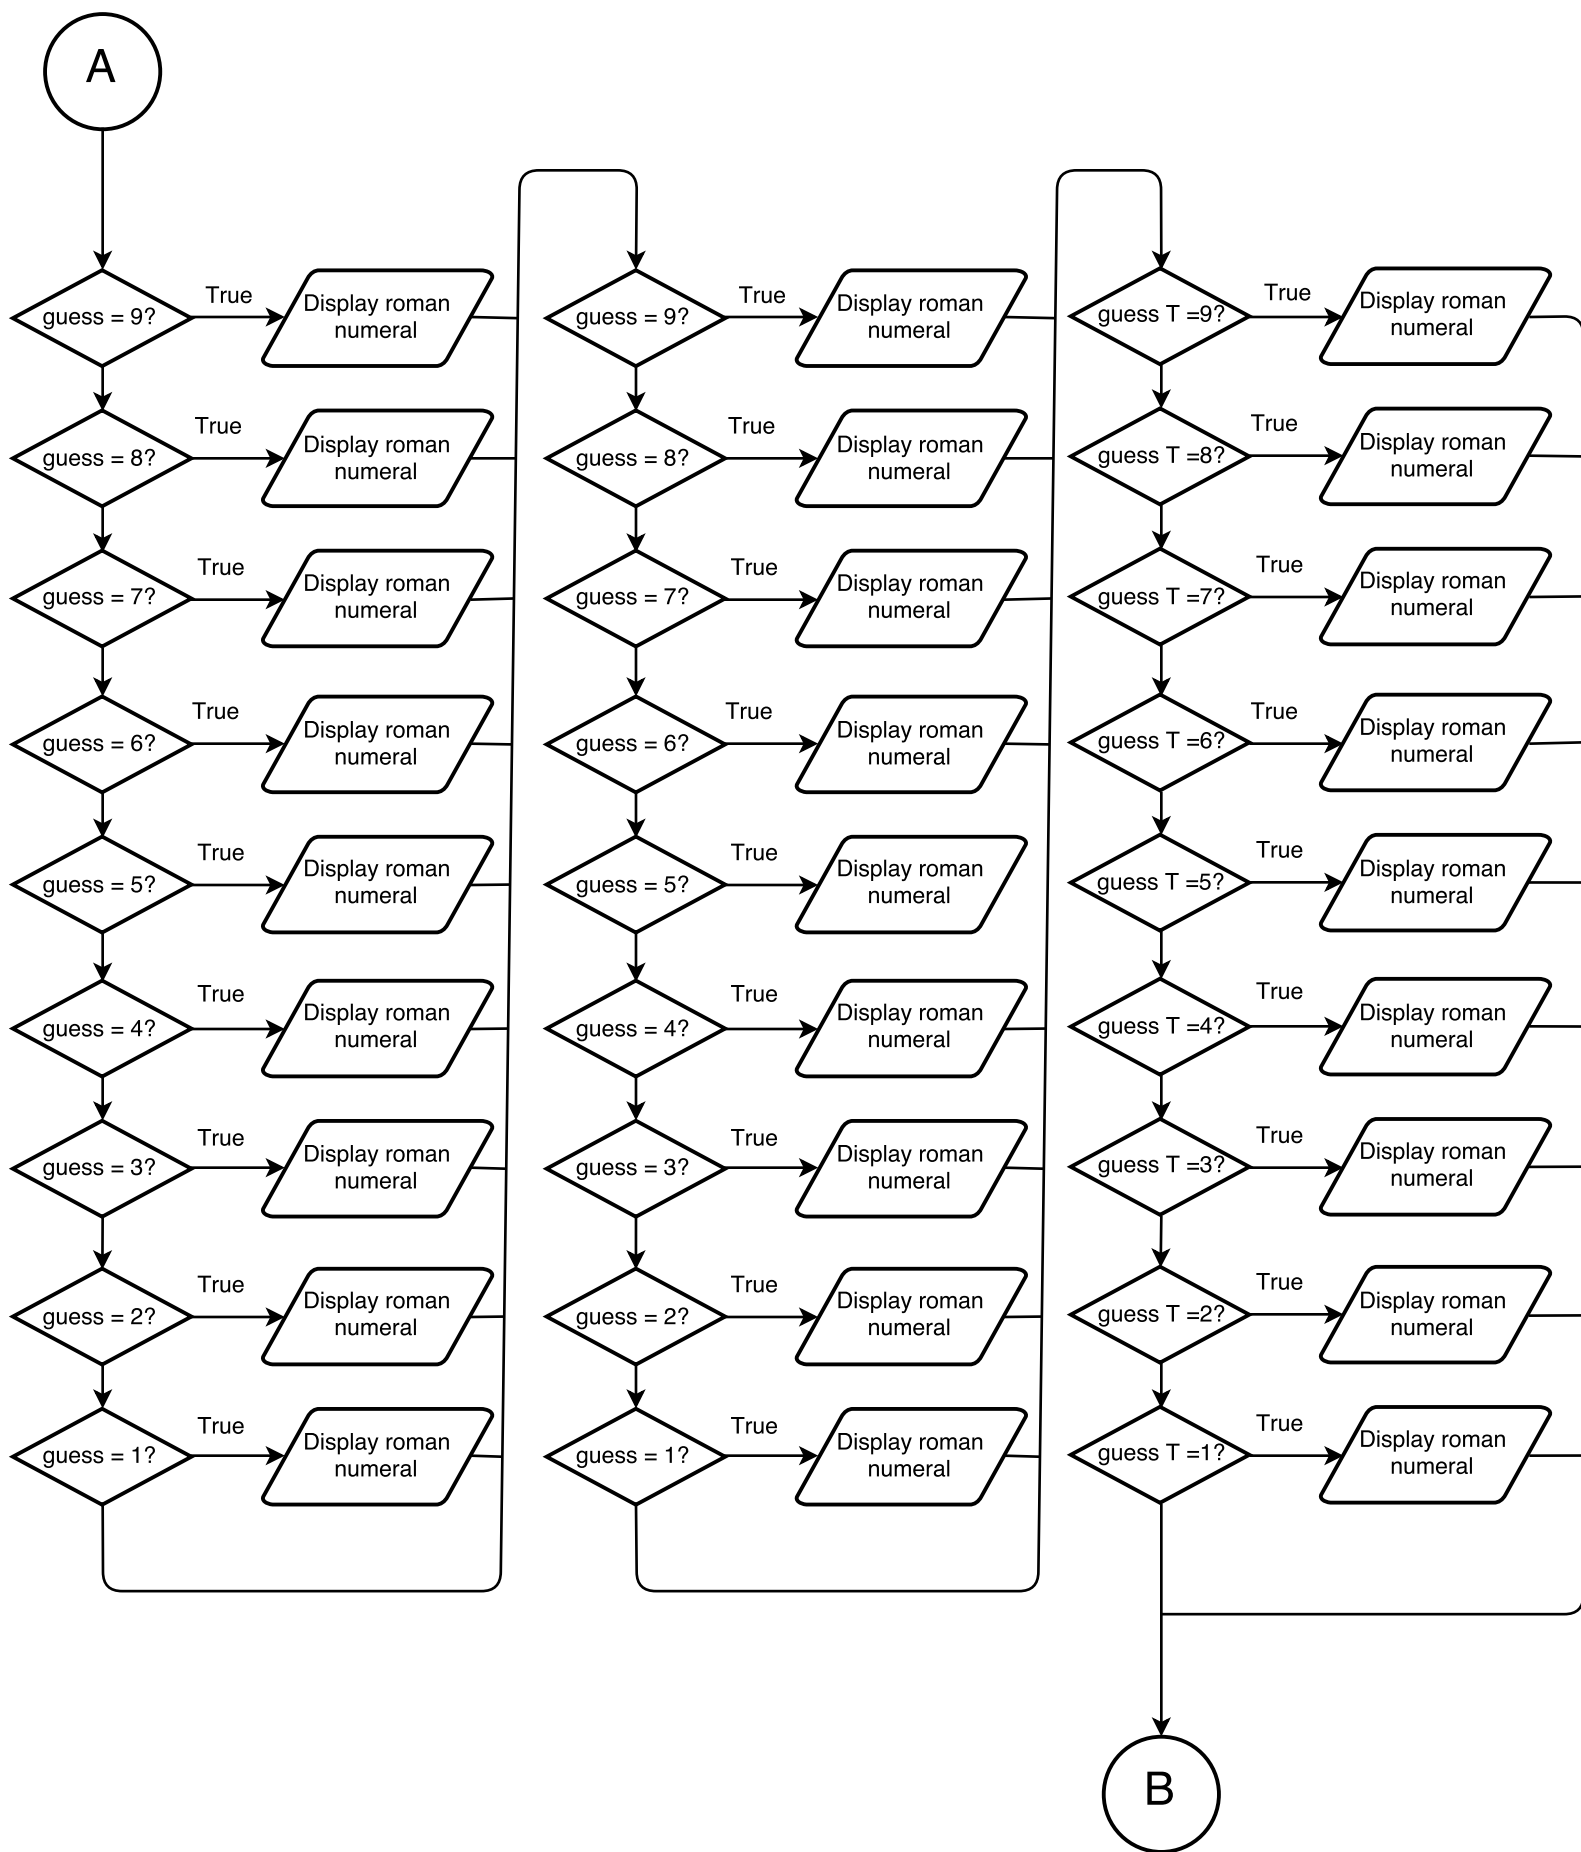 A
guess = 9?
True
Display roman
numeral
guess = 8?
True
Display roman
numeral
guess = 7?
True
Display roman
numeral
guess = 6?
True
Display roman
numeral
guess = 5?
True
Display roman
numeral
guess = 4?
True
Display roman
numeral
guess = 3?
True
Display roman
numeral
guess = 2?
True
Display roman
numeral
guess = 1?
True
Display roman
numeral
guess = 9?
True
Display roman
numeral
guess = 8?
True
Display roman
numeral
guess = 7?
True
Display roman
numeral
guess = 6?
True
Display roman
numeral
guess = 5?
True
Display roman
numeral
guess = 4?
True
Display roman
numeral
guess = 3?
True
Display roman
numeral
guess = 2?
True
Display roman
numeral
guess = 1?
True
Display roman
numeral
guess T =9?
True
Display roman
numeral
guess T =8?
True
Display roman
numeral
guess T =7?
True
Display roman
numeral
guess T =6?
True
Display roman
numeral
guess T =5?
True
Display roman
numeral
guess T =4?
True
Display roman
numeral
guess T =3?
True
Display roman
numeral
guess T =2?
True
Display roman
numeral
guess T =1?
True
Display roman
numeral
B